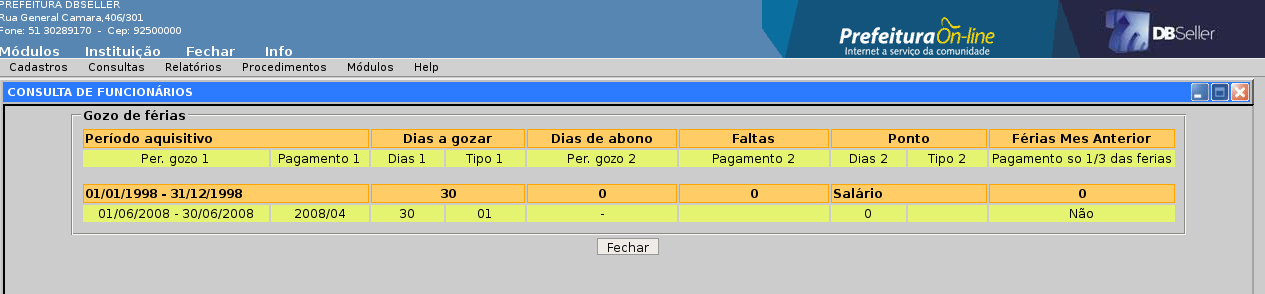 PREFEITURA DBSELLER
Rua General Camara,406/301
Fone: 51 30289170 - Cep: 92500000
PrefeituraOn-line
Internet a serviço da comunidade
DBSeller
Módulos Instituição Fechar Info
Cadastros Consultas Relatórios Procedimentos Módulos Help
CONSULTA DE FUNCIONÁRIOS
Gozo de férias
Período aquisitivo Dias a gozar Dias de abono Faltas Ponto Férias Mes Anterior
Per. gozo 1 Pagamento 1 Dias 1 Tipo 1 Per. gozo 2 Pagamento 2 Dias 2 Tipo 2 Pagamento so 1/3 das ferias
01/01/1998 - 31/12/1998 30 0 0 Salário 0
01/06/2008 - 30/06/2008 2008/04 30 01 - 0 Não
Fechar